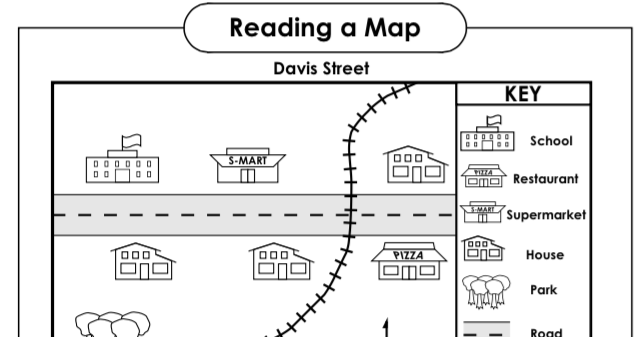 Reading a Map
Davis Street
KEY
S-MART
School
PIZZA
Restaurant
S-MART
Supermarket
PIZZA
House
Park
Road